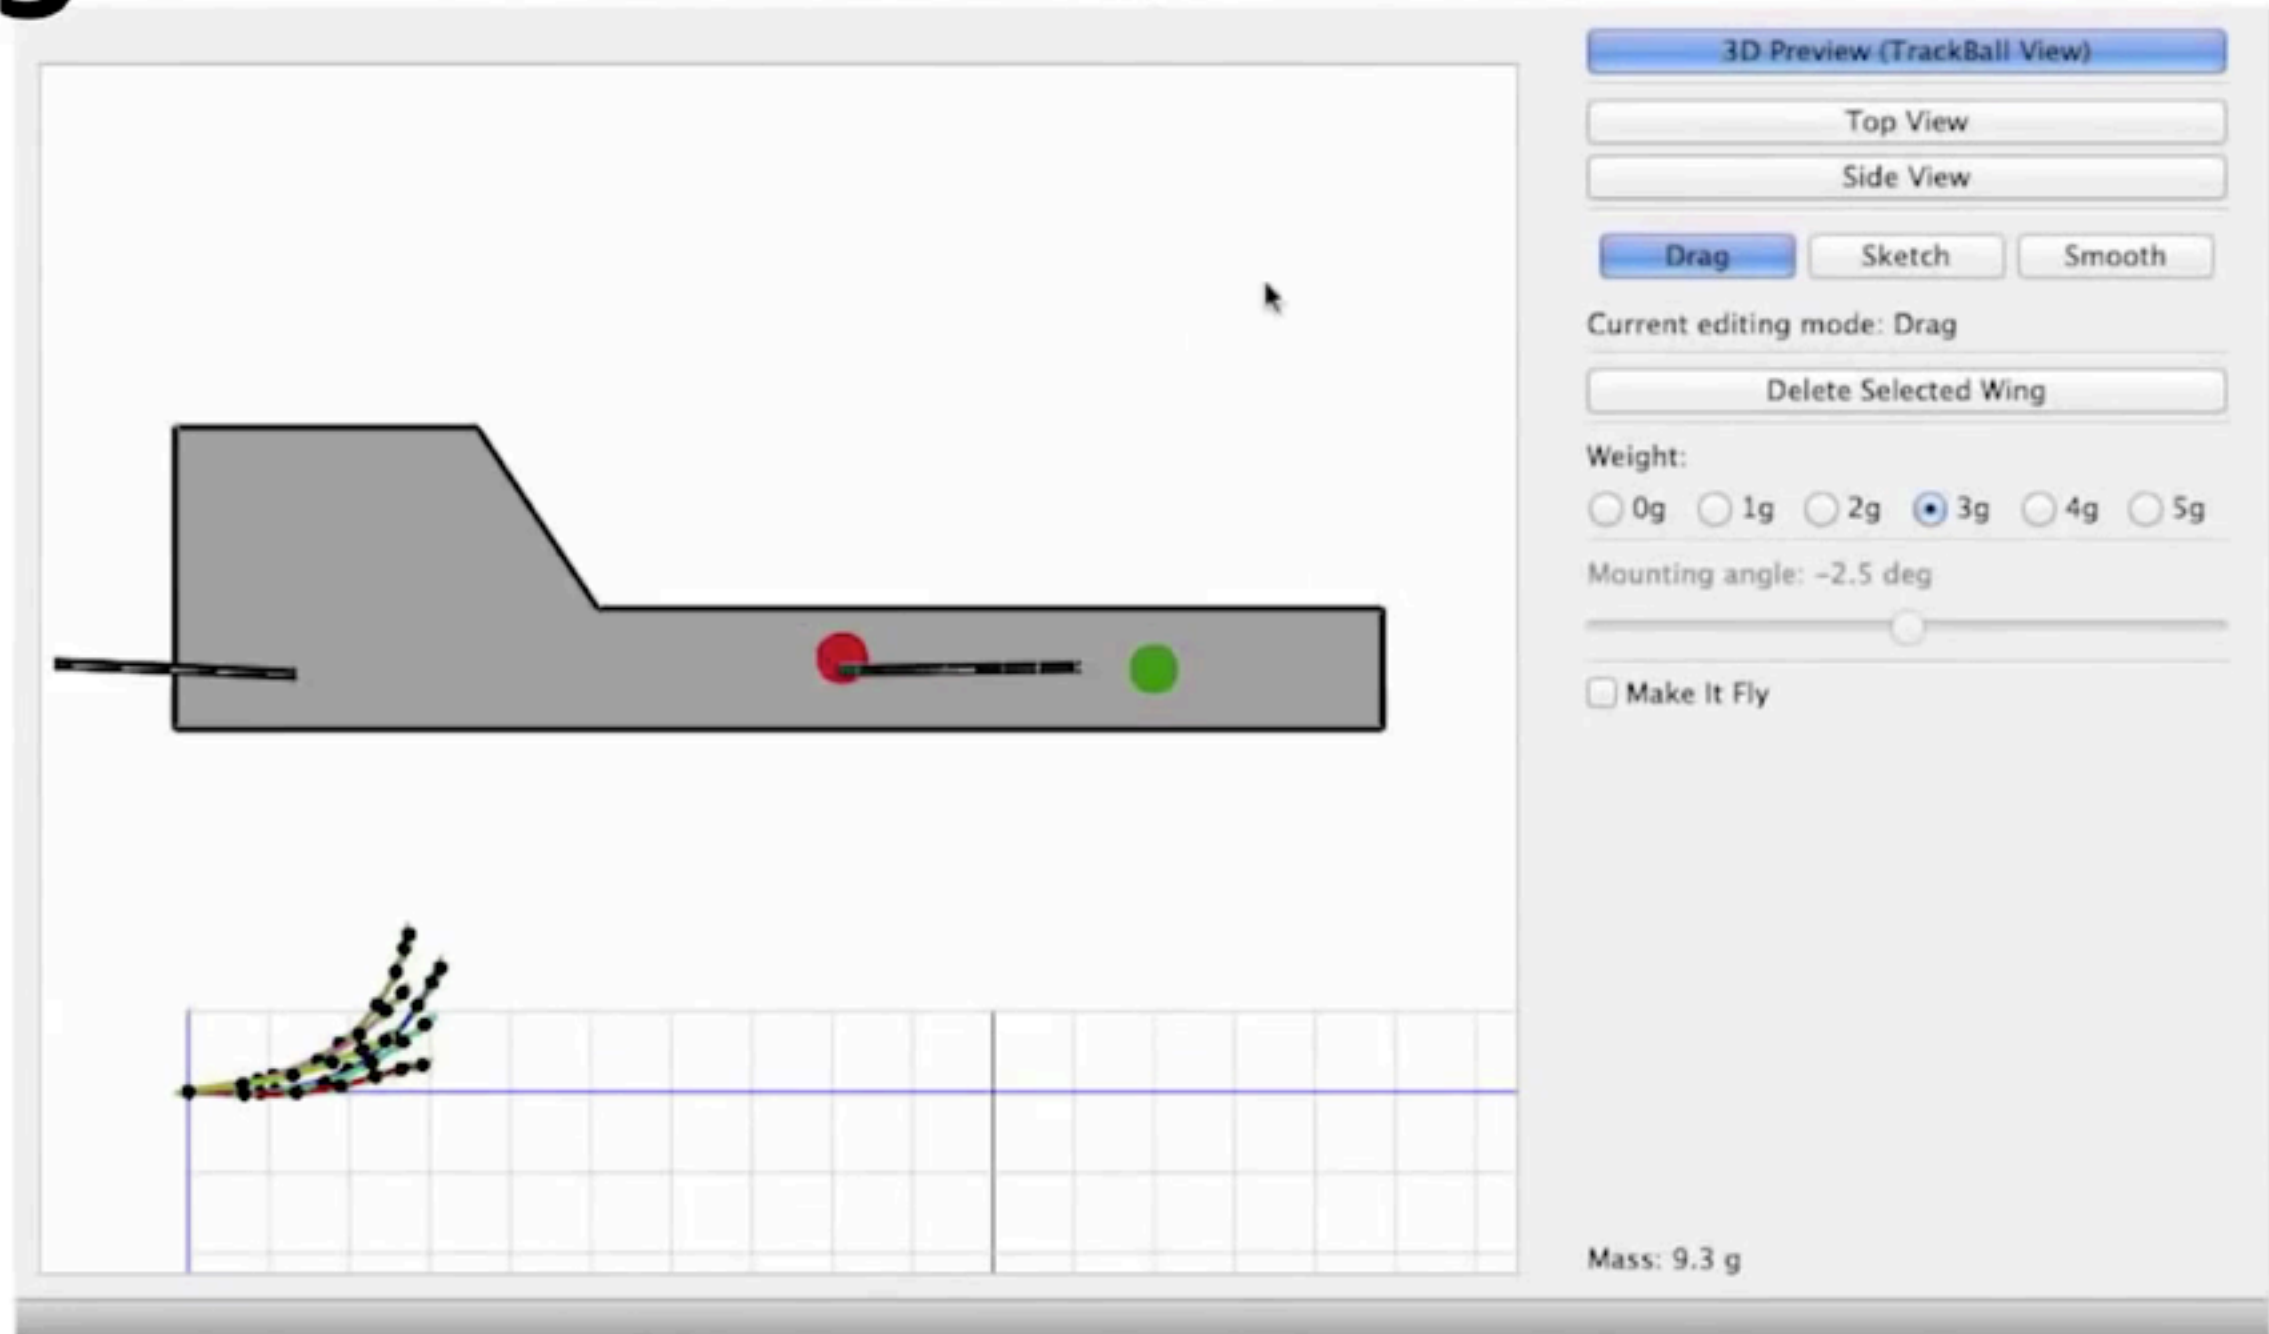 3D Preview (TrackBall View)
Top View
Side View
Drag Sketch Smooth
Current editing mode: Drag
Delete Selected Wing
Weight:
0g 1g 2g 3g 4g 5g
Mounting angle: -2.5 deg
Make It Fly
Mass: 9.3 g